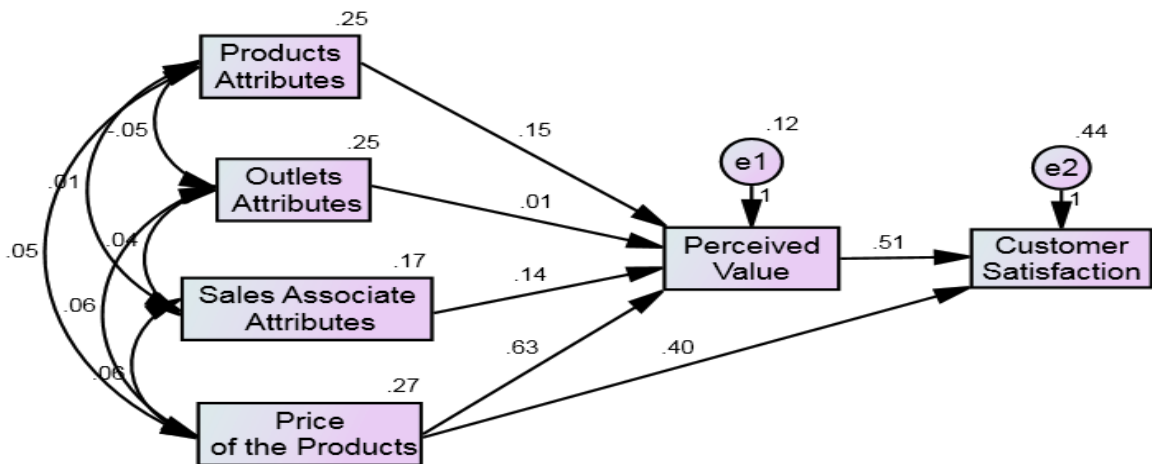 .25
Products
Attributes
-.05
.15
.12
e1
1
.44
e2
1
.25
Outlets
Attributes
.01
.01
.05
.04
.17
Sales Associate
Attributes
.14
Perceived
Value
.51
Customer
Satisfaction
.06
.63
.40
.06
.27
Price
of the Products